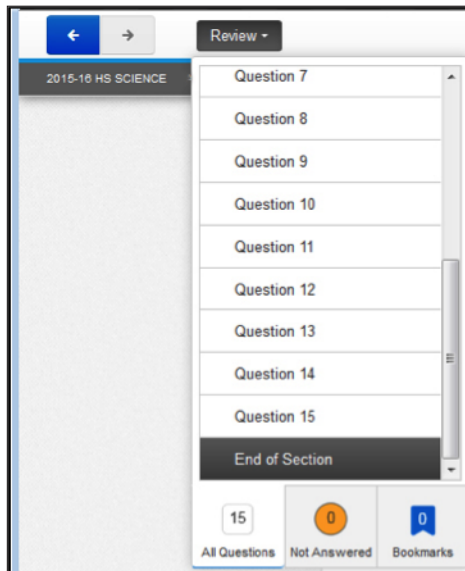 Review
2015-16 HS SCIENCE
Question 7
Question 8
Question 9
Question 10
Question 11
Question 12
Question 13
Question 14
Question 15
End of Section
15
0
0
All Questions
Not Answered
Bookmarks